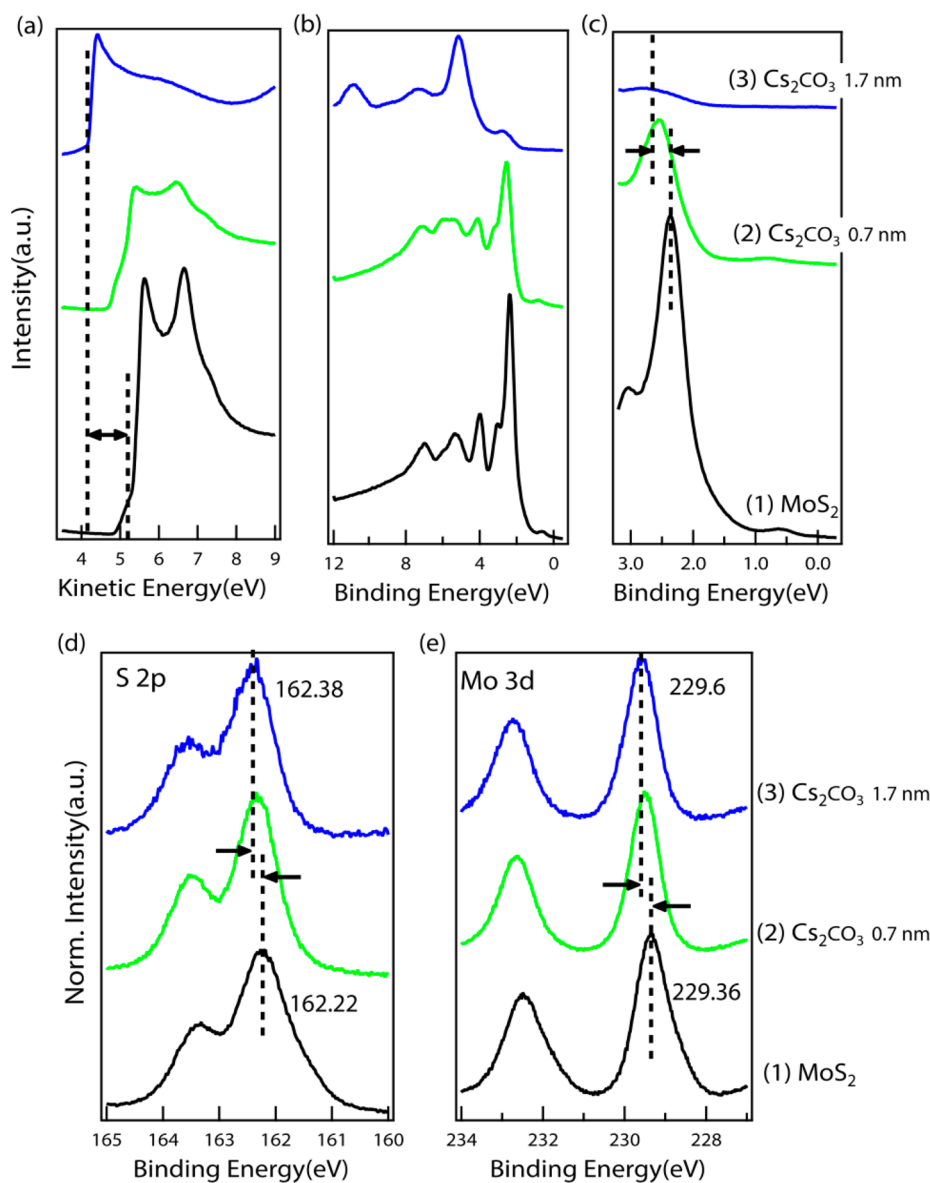 (a)
(b)
(c)
Intensity(a.u.)
(3) Cs₂CO₃ 1.7 nm
(2) Cs₂CO₃ 0.7 nm
(1) MoS₂
4 5 6 7 8 9
Kinetic Energy(eV)
12 8 4 0
Binding Energy(eV)
3.0 2.0 1.0 0.0
Binding Energy(eV)
(d)
(e)
S 2p
Mo 3d
Norm. Intensity(a.u.)
162.38
229.6
(3) Cs₂CO₃ 1.7 nm
(2) Cs₂CO₃ 0.7 nm
162.22
229.36
(1) MoS₂
165 164 163 162 161 160
Binding Energy(eV)
234 232 230 228
Binding Energy(eV)